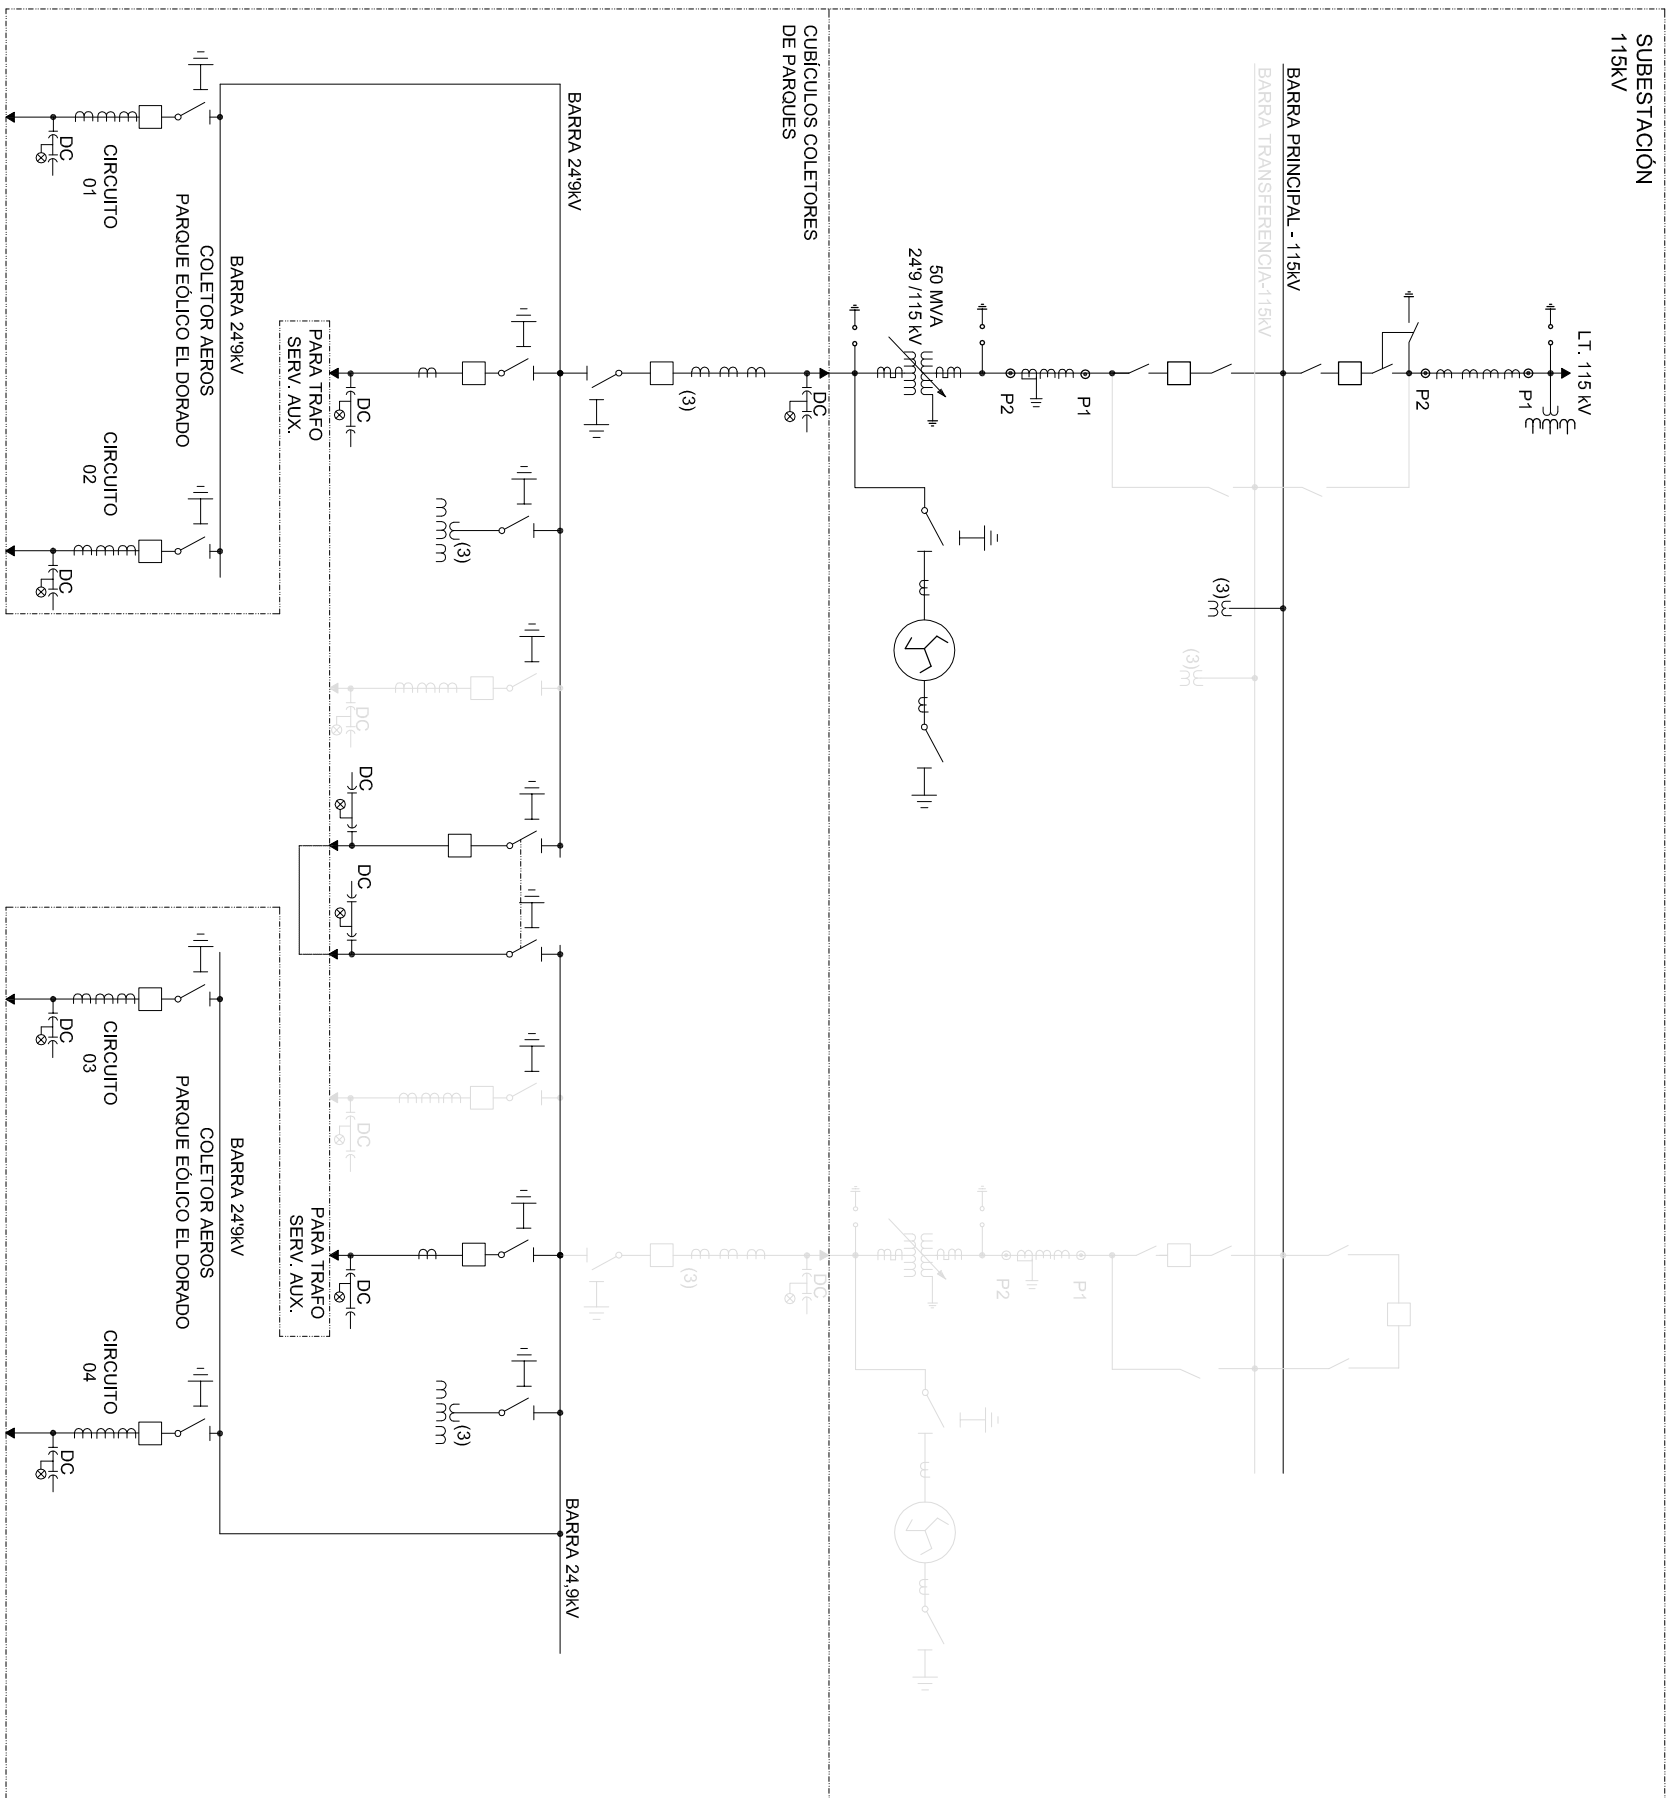 SUBESTACIÓN
115kV
LT. 115 kV
P1
P2
BARRA PRINCIPAL - 115kV
BARRA TRANSFERENCIA-115kV
(3)
(3)
P1
P2
50 MVA
24'9 /115 kV
P1
P2
CUBÍCULOS COLETORES
DE PARQUES
DC
(3)
DC
(3)
BARRA 24'9kV
BARRA 24,9kV
(3)
(3)
DC
DC
DC
DC
DC
DC
PARA TRAFO
SERV. AUX.
PARA TRAFO
SERV. AUX.
BARRA 24'9kV
COLETOR AEROS
PARQUE EÓLICO EL DORADO
CIRCUITO
01
DC
CIRCUITO
02
DC
BARRA 24'9kV
COLETOR AEROS
PARQUE EÓLICO EL DORADO
CIRCUITO
03
DC
CIRCUITO
04
DC